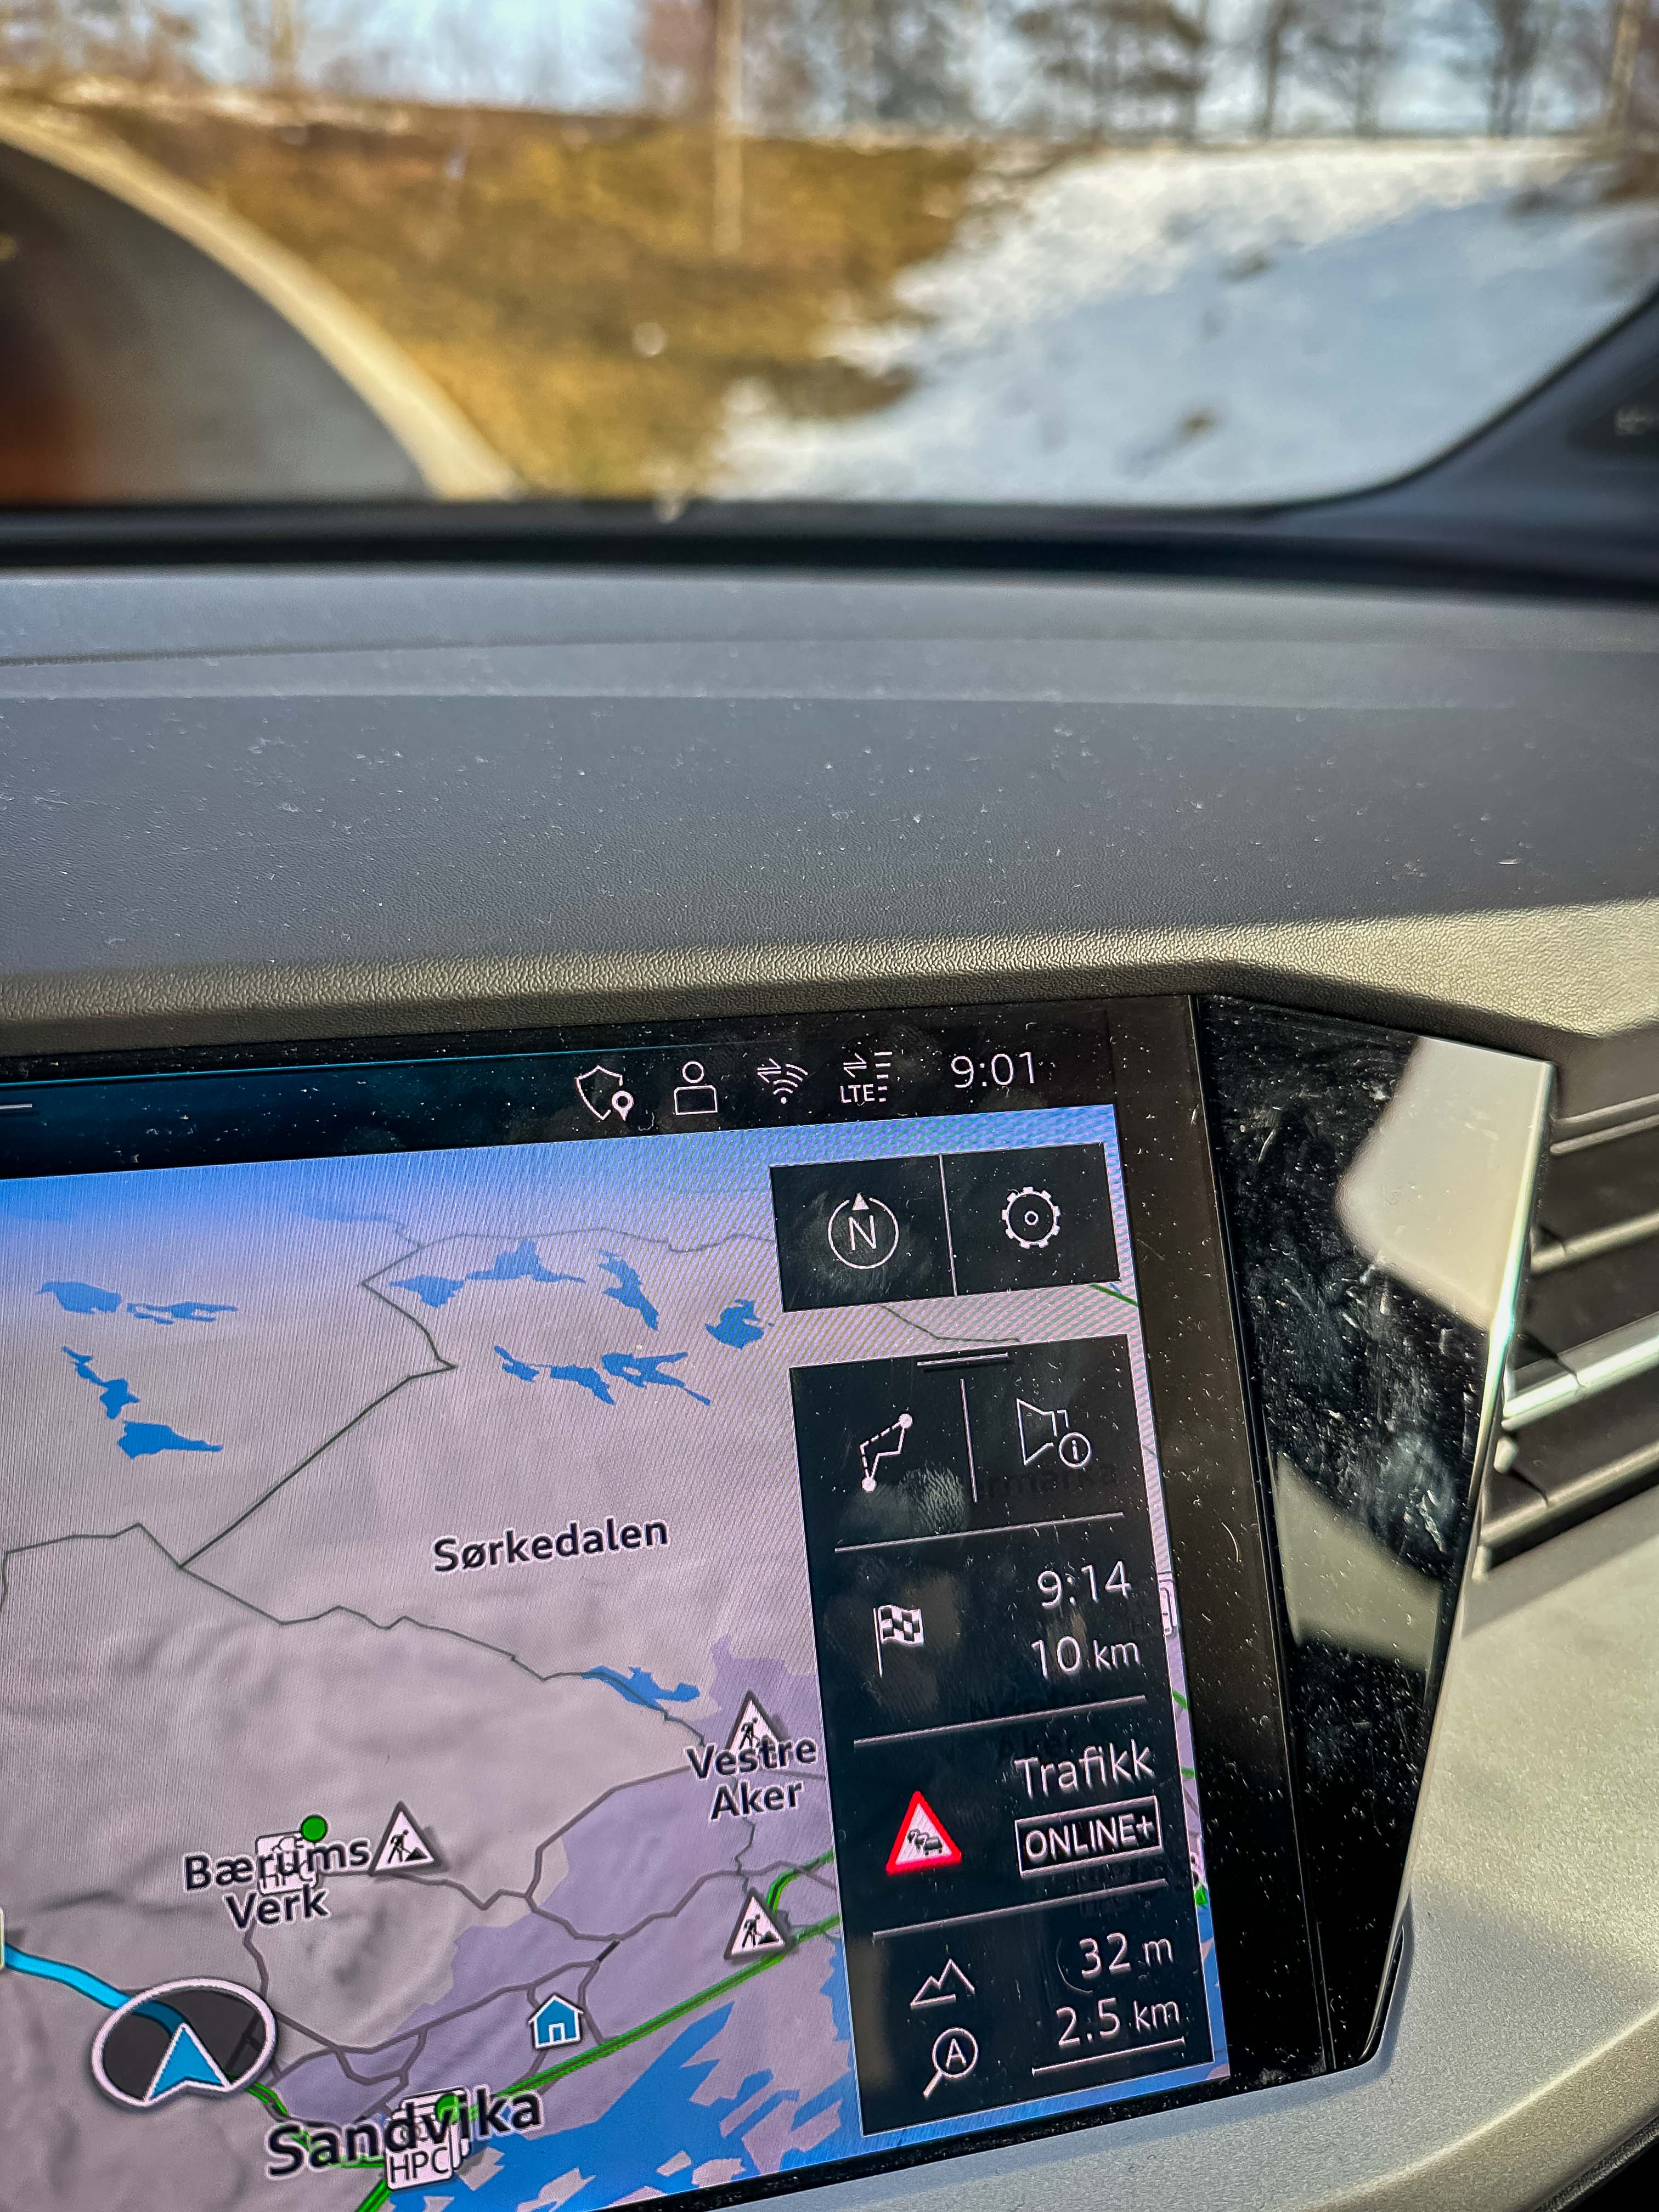 LTE
9:01
N
Sørkedalen
9:14
10 km
Vestre
Aker
Trafikk
ONLINE+
Bærums
Verk
HPC
32 m
2.5 km
A
Sandvika
HPC